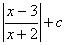 |x−3/x+2| + c